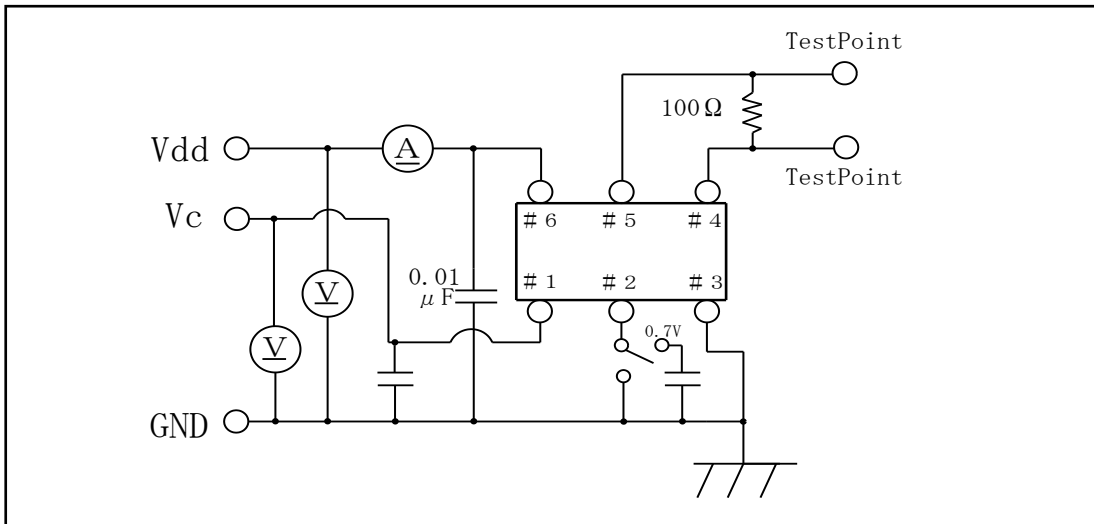 TestPoint
100Ω
Vdd
A
TestPoint
Vc
#6
#5
#4
0.01
μF
#1
#2
#3
V
0.7V
V
GND